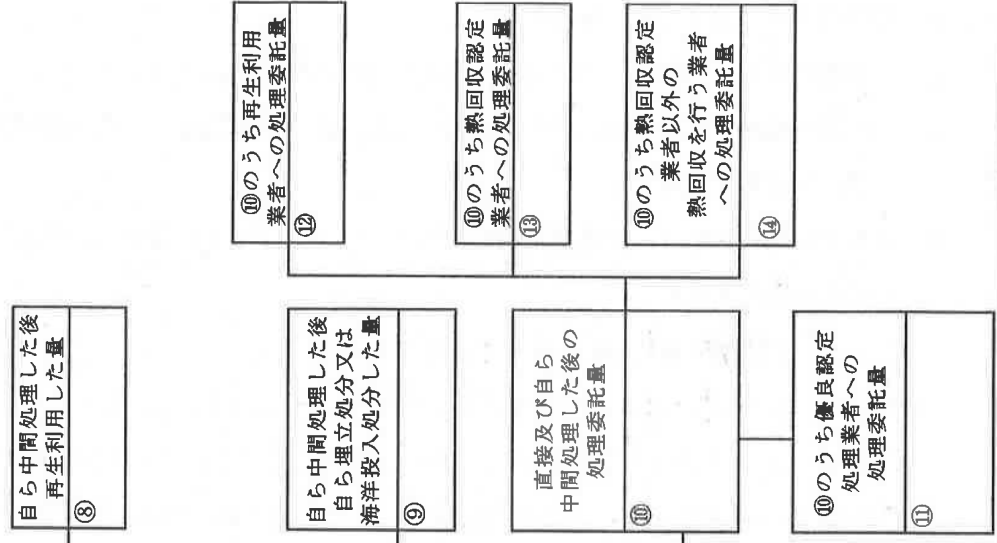 自ら中間処理した後
再生利用した量
⑧
自ら中間処理した後
自ら埋立処分又は
海洋投入処分した量
⑨
直接及び自ら
中間処理した後の
処理委託量
⑩
⑩のうち優良認定
処理業者への
処理委託量
⑪
⑩のうち再生利用
業者への処理委託量
⑫
⑩のうち熱回収認定
業者への処理委託量
⑬
⑩のうち熱回収認定
業者以外の
熱回収を行う業者
への処理委託量
⑭